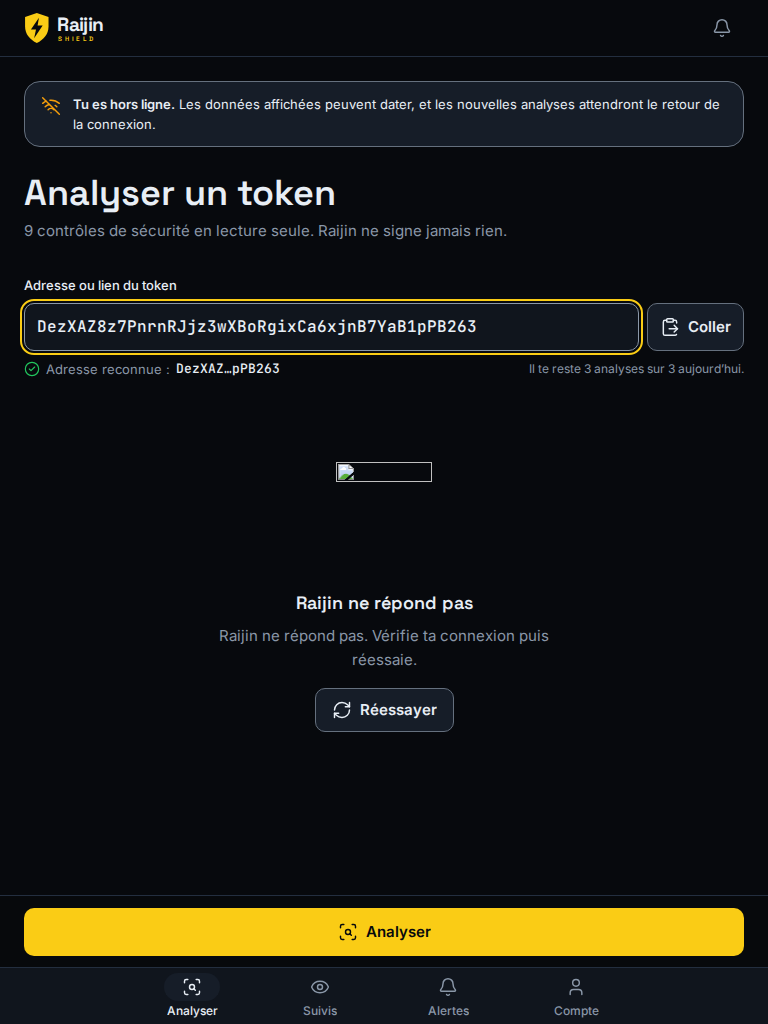 Raijin
SHIELD
Tu es hors ligne. Les données affichées peuvent dater, et les nouvelles analyses attendront le retour de
la connexion.
Analyser un token
9 contrôles de sécurité en lecture seule. Raijin ne signe jamais rien.
Adresse ou lien du token
DezXAZ8z7PnrnRJjz3wXBoRgixCa6xjnB7YaB1pPB263
Coller
Adresse reconnue : DezXAZ…pPB263
Il te reste 3 analyses sur 3 aujourd’hui.
Raijin ne répond pas
Raijin ne répond pas. Vérifie ta connexion puis
réessaie.
Réessayer
Analyser
Analyser
Suivis
Alertes
Compte